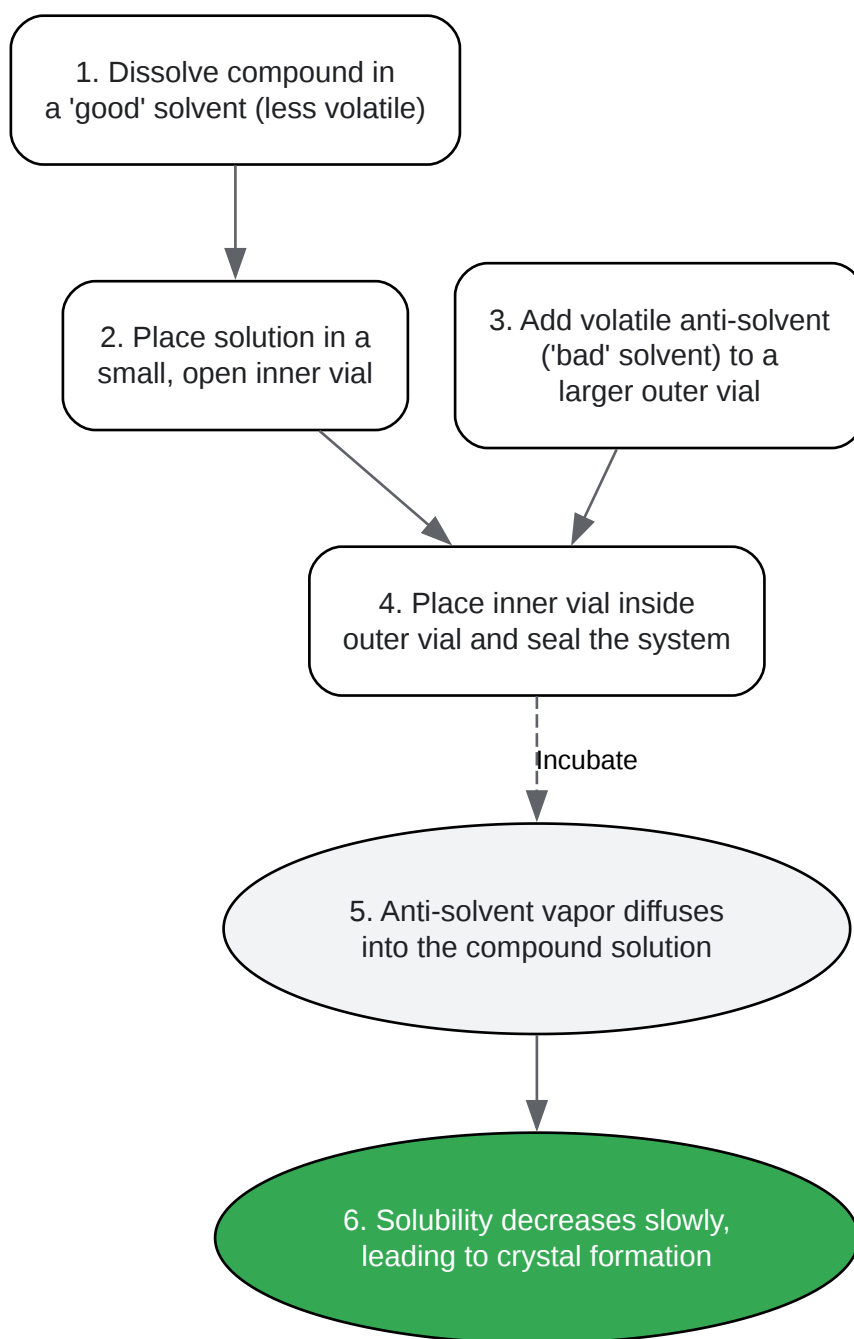 1. Dissolve compound in
a 'good' solvent (less volatile)
2. Place solution in a
small, open inner vial
3. Add volatile anti-solvent
('bad' solvent) to a
larger outer vial
4. Place inner vial inside
outer vial and seal the system
Incubate
5. Anti-solvent vapor diffuses
into the compound solution
6. Solubility decreases slowly,
leading to crystal formation